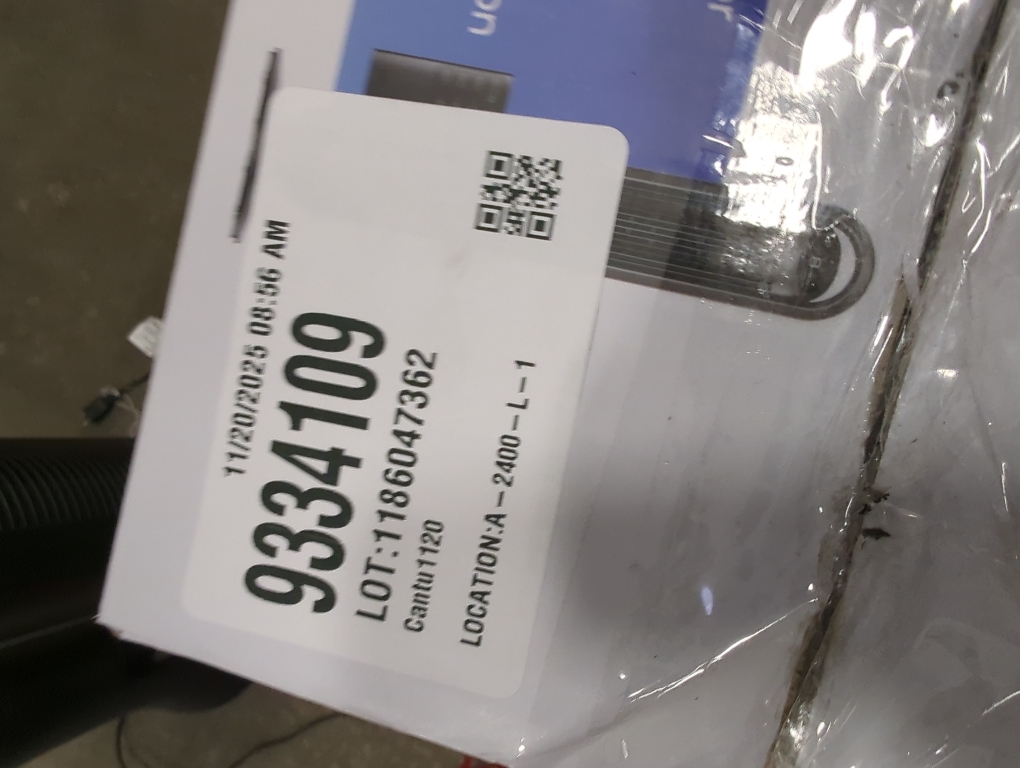 11/20/2025 08:56 AM
9334109
LOT:1186047362
Cantu1120
LOCATION:A-2400-L-1